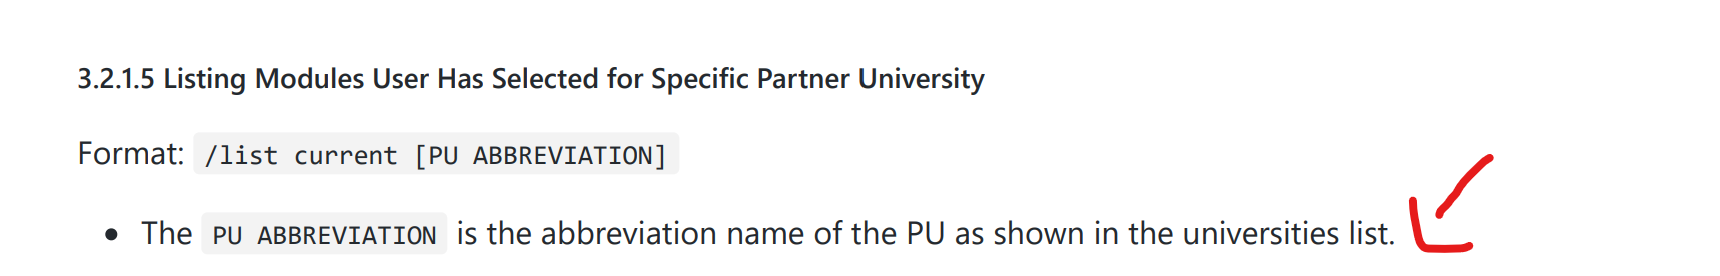 3.2.1.5 Listing Modules User Has Selected for Specific Partner University
Format: /list current [PU ABBREVIATION]
• The PU ABBREVIATION is the abbreviation name of the PU as shown in the universities list.